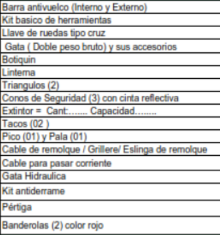 Barra antivuelco (Interno y Externo)
Kit basico de herramientas
Llave de ruedas tipo cruz
Gata ( Doble peso bruto) y sus accesorios
Botiquin
Linterna
Triangulos (2)
Conos de Seguridad (3) con cinta reflectiva
Extintor = Cant:....... Capacidad........
Tacos (02 )
Pico (01) y Pala (01)
Cable de remolque / Grillere/ Eslinga de remolque
Cable para pasar corriente
Gata Hidraulica
Kit antiderrame
Pértiga
Banderolas (2) color rojo